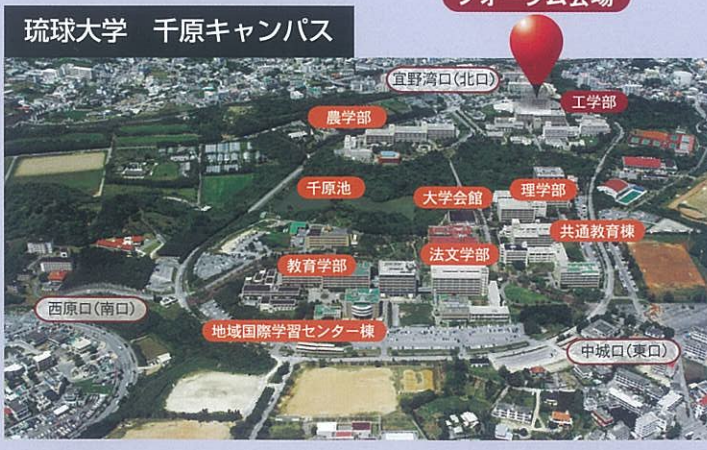 フォーラム会場
琉球大学　千原キャンパス
宜野湾口(北口)
工学部
農学部
千原池
大学会館
理学部
共通教育棟
法文学部
教育学部
西原口(南口)
地域国際学習センター棟
中城口(東口)